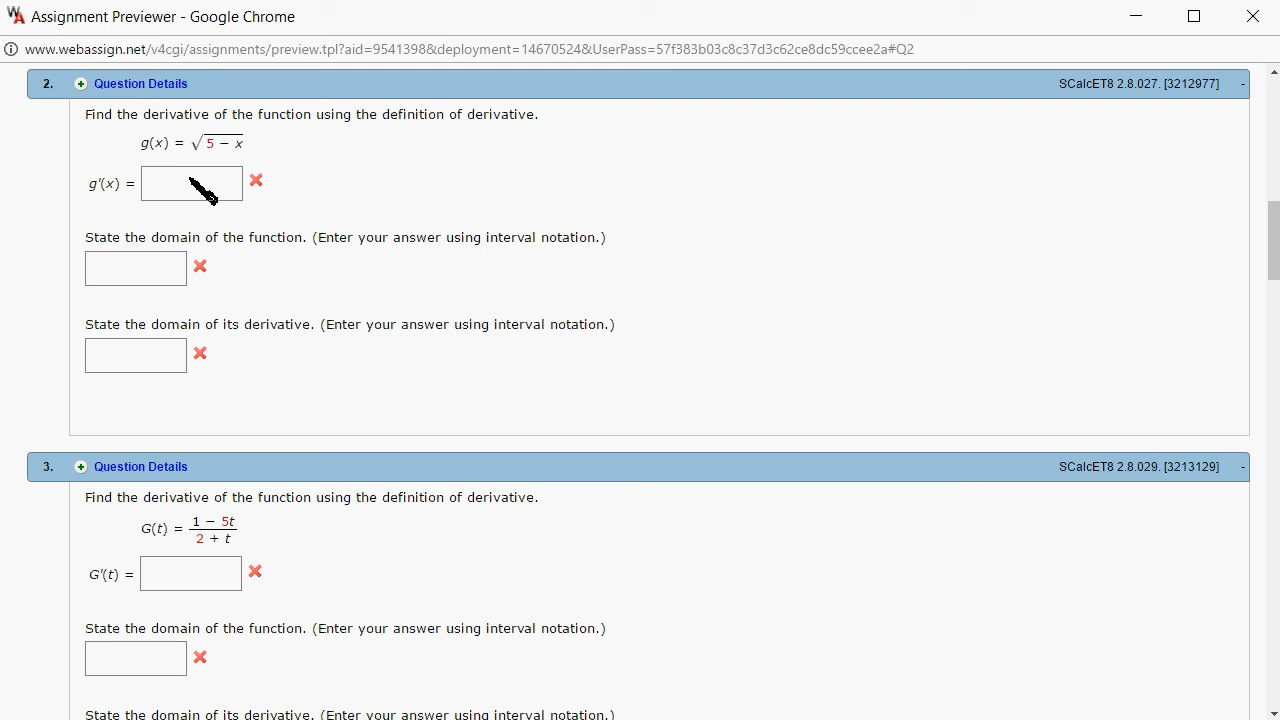 Assignment Previewer - Google Chrome
www.webassign.net/v4cgi/assignments/preview.tpl?aid=9541398&deployment=14670524&UserPass=57f383b03c8c37d3c62ce8dc59ccee2a#Q2
2. + Question Details SCalcET8 2.8.027. [3212977] -
Find the derivative of the function using the definition of derivative.
g(x) = √5 − x
g'(x) =
State the domain of the function. (Enter your answer using interval notation.)
State the domain of its derivative. (Enter your answer using interval notation.)
3. + Question Details SCalcET8 2.8.029. [3213129] -
Find the derivative of the function using the definition of derivative.
1 − 5t
G(t) =
2 + t
G'(t) =
State the domain of the function. (Enter your answer using interval notation.)
State the domain of its derivative. (Enter your answer using interval notation.)